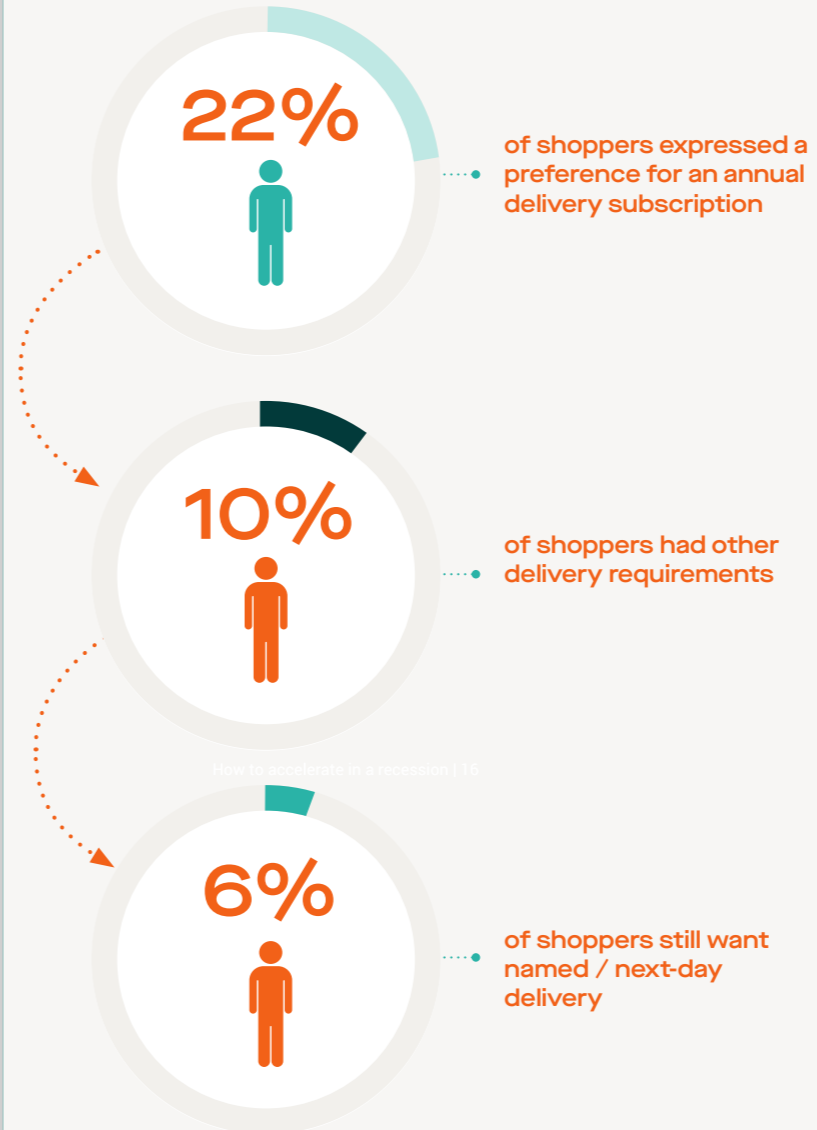 22%
of shoppers expressed a
preference for an annual
delivery subscription
10%
of shoppers had other
delivery requirements
How to accelerate in a recession | 16
6%
of shoppers still want
named / next-day
delivery